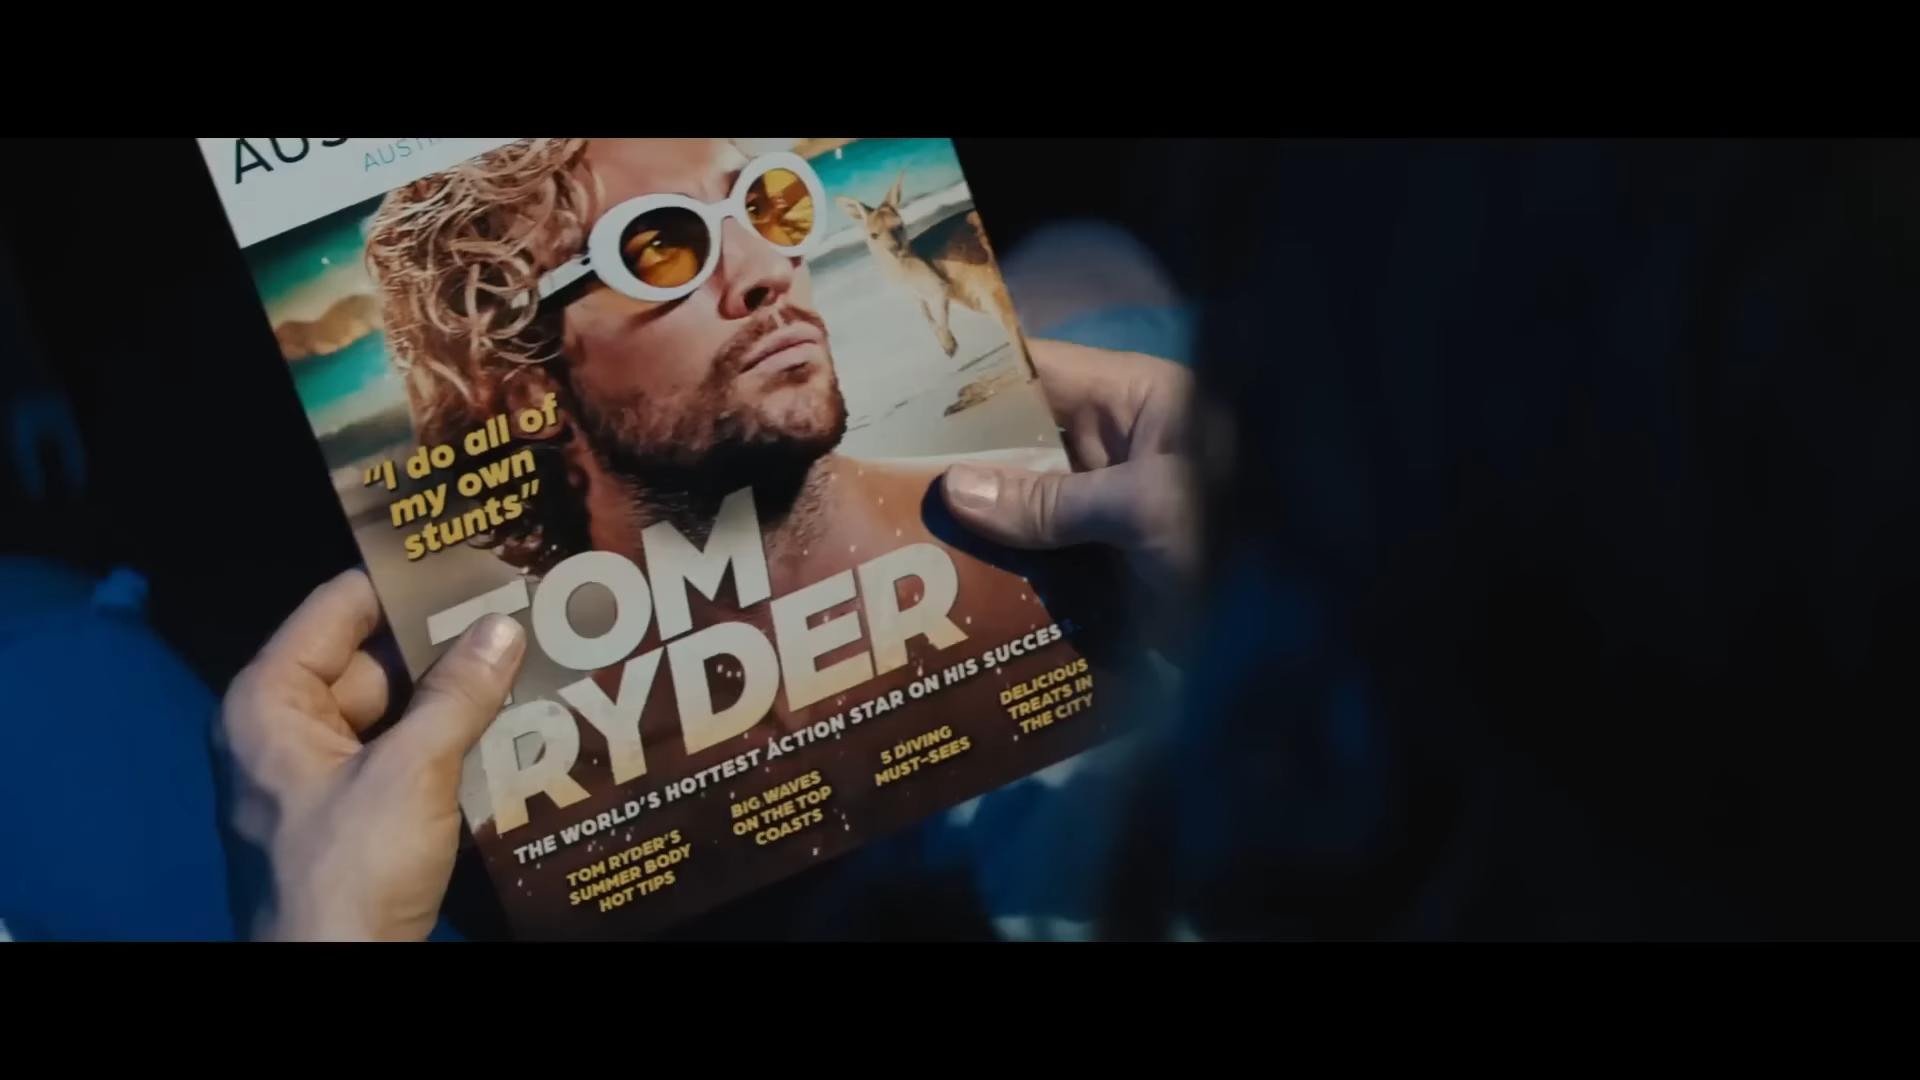 "I do all of
my own
stunts"
TOM
RYDER
THE WORLD'S HOTTEST ACTION STAR ON HIS SUCCESS
TOM RYDER'S
SUMMER BODY
HOT TIPS
BIG WAVES
ON THE TOP
COASTS
5 DIVING
MUST-SEES
DELICIOUS
TREATS IN
THE CITY